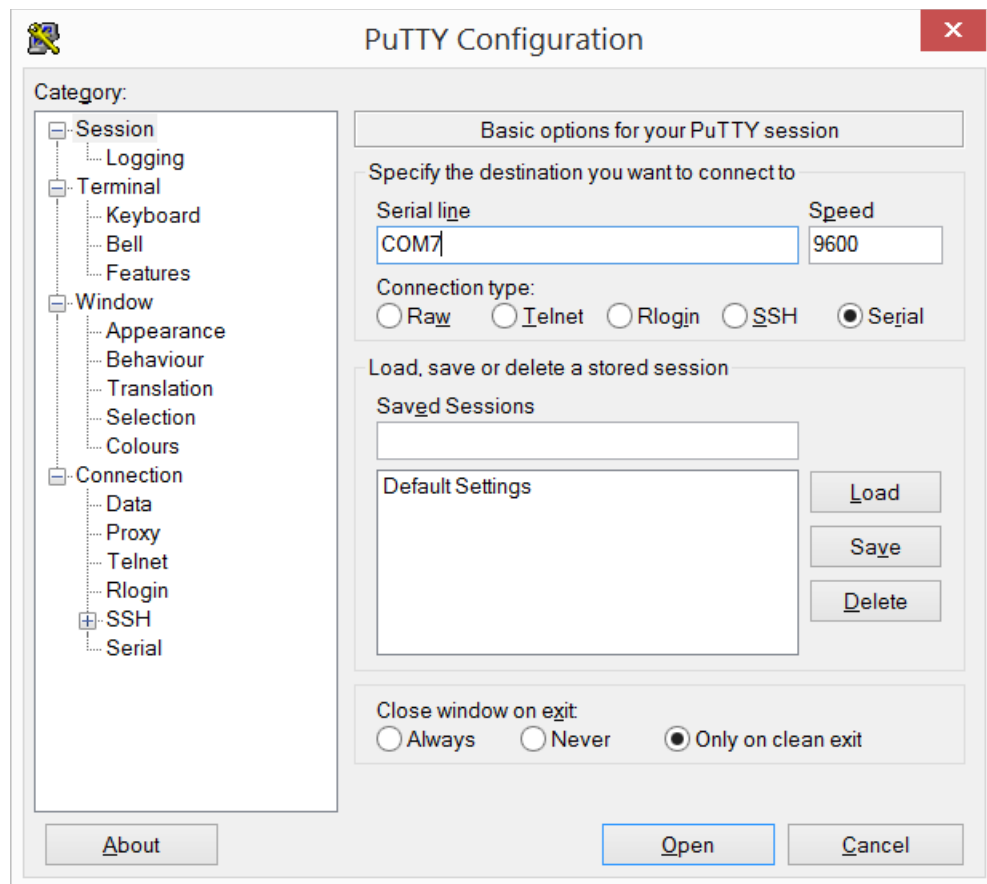 PuTTY Configuration
Category:
Session
Logging
Terminal
Keyboard
Bell
Features
Window
Appearance
Behaviour
Translation
Selection
Colours
Connection
Data
Proxy
Telnet
Rlogin
SSH
Serial
Basic options for your PuTTY session
Specify the destination you want to connect to
Serial line Speed
COM7 9600
Connection type:
Raw Telnet Rlogin SSH Serial
Load, save or delete a stored session
Saved Sessions
Default Settings
Load
Save
Delete
Close window on exit:
Always Never Only on clean exit
About Open Cancel